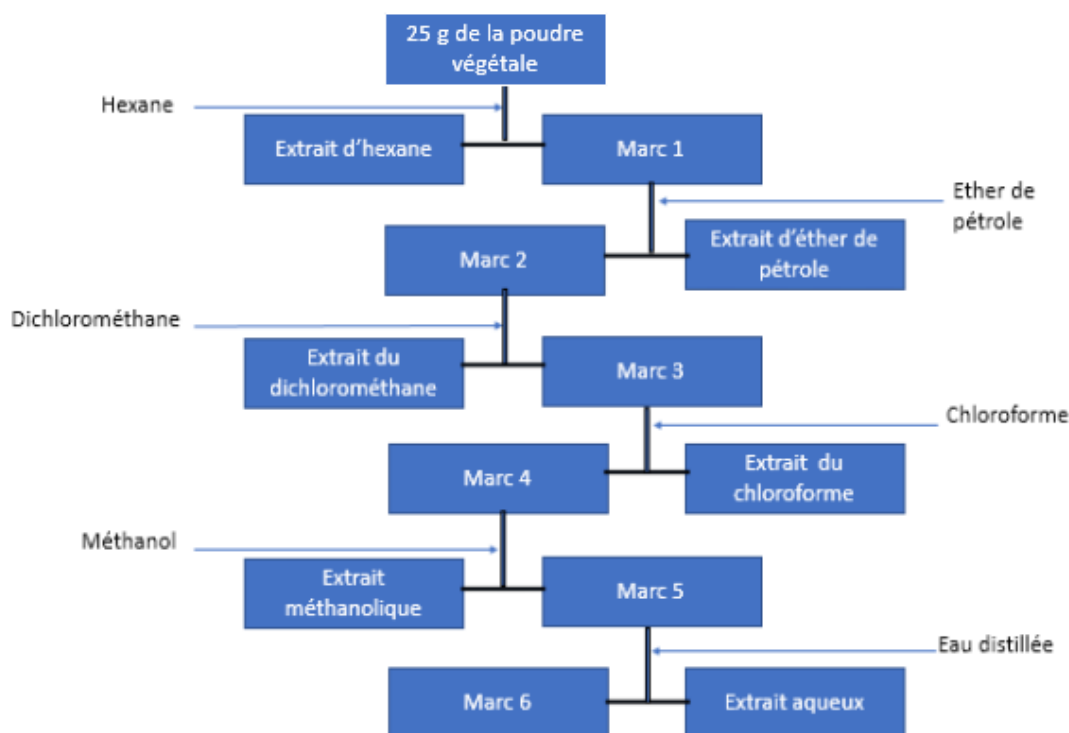 25 g de la poudre
végétale
Hexane
Extrait d'hexane
Marc 1
Ether de
pétrole
Marc 2
Extrait d'éther de
pétrole
Dichlorométhane
Extrait du
dichlorométhane
Marc 3
Chloroforme
Marc 4
Extrait du
chloroforme
Méthanol
Extrait
méthanolique
Marc 5
Eau distillée
Marc 6
Extrait aqueux